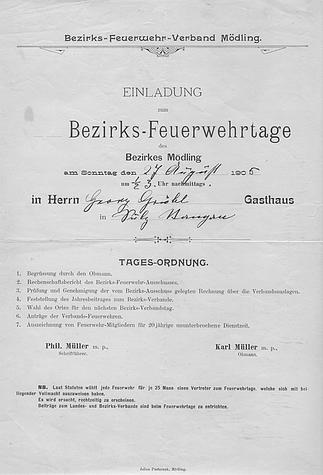 Bezirks-Feuerwehr-Verband Mödling.
EINLADUNG
zum
Bezirks-Feuerwehrtage
des
Bezirkes Mödling
am Sonntag den 27 August 1905
um ½3 Uhr nachmittags
in Herrn Georg Gasthaus
in Sulz
TAGES-ORDNUNG.
1. Begrüssung durch den Obmann.
2. Rechenschaftsbericht des Bezirks-Feuerwehr-Ausschusses.
3. Prüfung und Genehmigung der vom Bezirks-Ausschuss gelegten Rechnung über die Verbandsauslagen.
4. Feststellung des Jahresbeitrages zum Bezirks-Verbande.
5. Wahl des Ortes für den nächsten Bezirks-Verbandstag.
6. Anträge der Verbands-Feuerwehren.
7. Auszeichnung von Feuerwehr-Mitgliedern für 20jährige ununterbrochene Dienstzeit.
Phil. Müller m. p., Karl Müller m. p.,
Schriftführer. Obmann.
NB. Laut Statuten wählt jede Feuerwehr für je 25 Mann einen Vertreter zum Feuerwehrtage, welche sich mit beiliegender Vollmacht auszuweisen haben.
Es wird ersucht, rechtzeitig zu erscheinen.
Beiträge zum Landes- und Bezirks-Verband sind beim Feuerwehrtage zu entrichten.
Mödling.